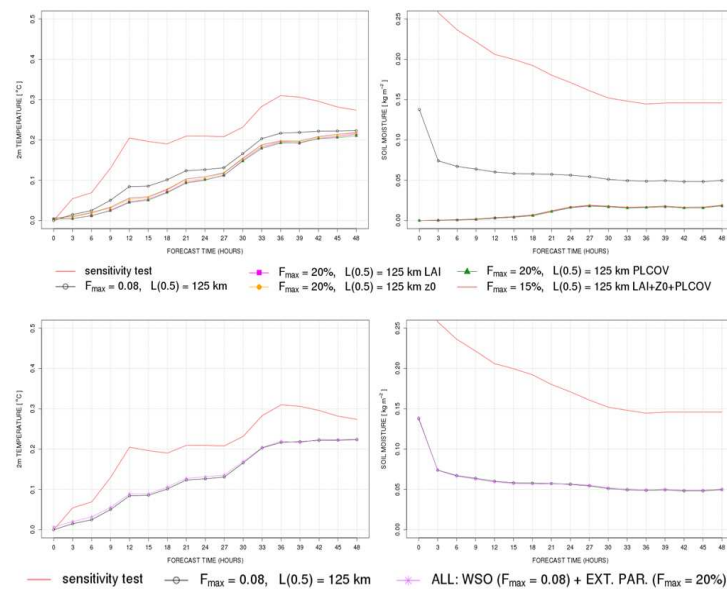 0.5
0.4
0.3
0.2
0.1
0.0
2m TEMPERATURE [ °C ]
0 3 6 9 12 15 18 21 24 27 30 33 36 39 42 45 48
FORECAST TIME (HOURS)
0.25
0.20
0.15
0.10
0.05
0.00
SOIL MOISTURE [ kg m⁻² ]
0 3 6 9 12 15 18 21 24 27 30 33 36 39 42 45 48
FORECAST TIME (HOURS)
sensitivity test
F max = 20%, L(0.5) = 125 km LAI
F max = 20%, L(0.5) = 125 km PLCOV
F max = 0.08, L(0.5) = 125 km
F max = 20%, L(0.5) = 125 km z0
F max = 15%, L(0.5) = 125 km LAI+Z0+PLCOV
0.5
0.4
0.3
0.2
0.1
0.0
2m TEMPERATURE [ °C ]
0 3 6 9 12 15 18 21 24 27 30 33 36 39 42 45 48
FORECAST TIME (HOURS)
0.25
0.20
0.15
0.10
0.05
0.00
SOIL MOISTURE [ kg m⁻² ]
0 3 6 9 12 15 18 21 24 27 30 33 36 39 42 45 48
FORECAST TIME (HOURS)
sensitivity test
F max = 0.08, L(0.5) = 125 km
ALL: WSO (F max = 0.08) + EXT. PAR. (F max = 20%)